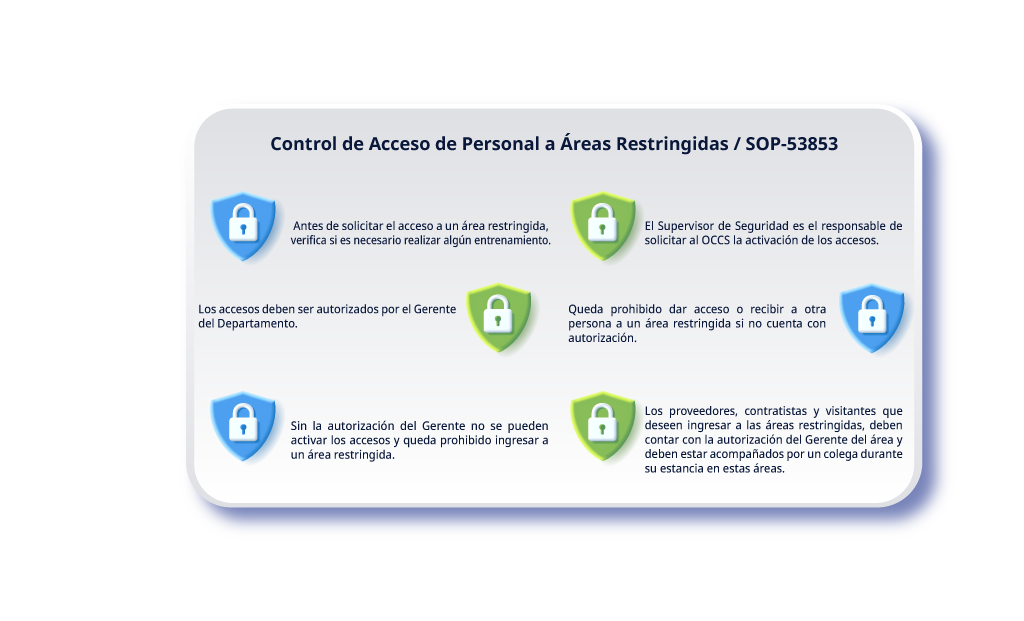 Control de Acceso de Personal a Áreas Restringidas / SOP-53853
Antes de solicitar el acceso a un área restringida,
verifica si es necesario realizar algún entrenamiento.
El Supervisor de Seguridad es el responsable de
solicitar al OCCS la activación de los accesos.
Los accesos deben ser autorizados por el Gerente
del Departamento.
Queda prohibido dar acceso o recibir a otra
persona a un área restringida si no cuenta con
autorización.
Sin la autorización del Gerente no se pueden
activar los accesos y queda prohibido ingresar a
un área restringida.
Los proveedores, contratistas y visitantes que
deseen ingresar a las áreas restringidas, deben
contar con la autorización del Gerente del área y
deben estar acompañados por un colega durante
su estancia en estas áreas.